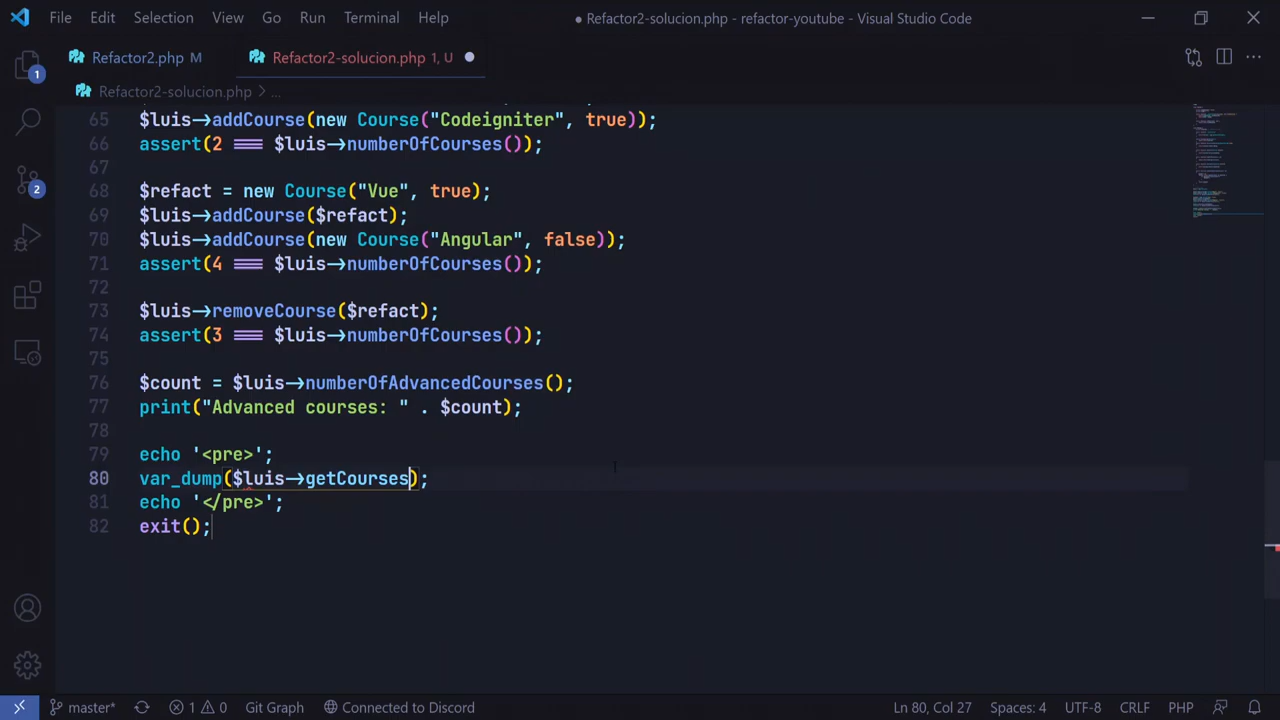 File Edit Selection View Go Run Terminal Help
● Refactor2-solucion.php - refactor-youtube - Visual Studio Code
Refactor2.php M
Refactor2-solucion.php 1, U
Refactor2-solucion.php > ...
1
2
65 $luis->addCourse(new Course("Codeigniter", true));
66 assert(2 === $luis->numberOfCourses());
67
68 $refact = new Course("Vue", true);
69 $luis->addCourse($refact);
70 $luis->addCourse(new Course("Angular", false));
71 assert(4 === $luis->numberOfCourses());
72
73 $luis->removeCourse($refact);
74 assert(3 === $luis->numberOfCourses());
75
76 $count = $luis->numberOfAdvancedCourses();
77 print("Advanced courses: " . $count);
78
79 echo '<pre>';
80 var_dump($luis->getCourses);
81 echo '</pre>';
82 exit();
master* 1 0 Git Graph Connected to Discord Ln 80, Col 27 Spaces: 4 UTF-8 CRLF PHP